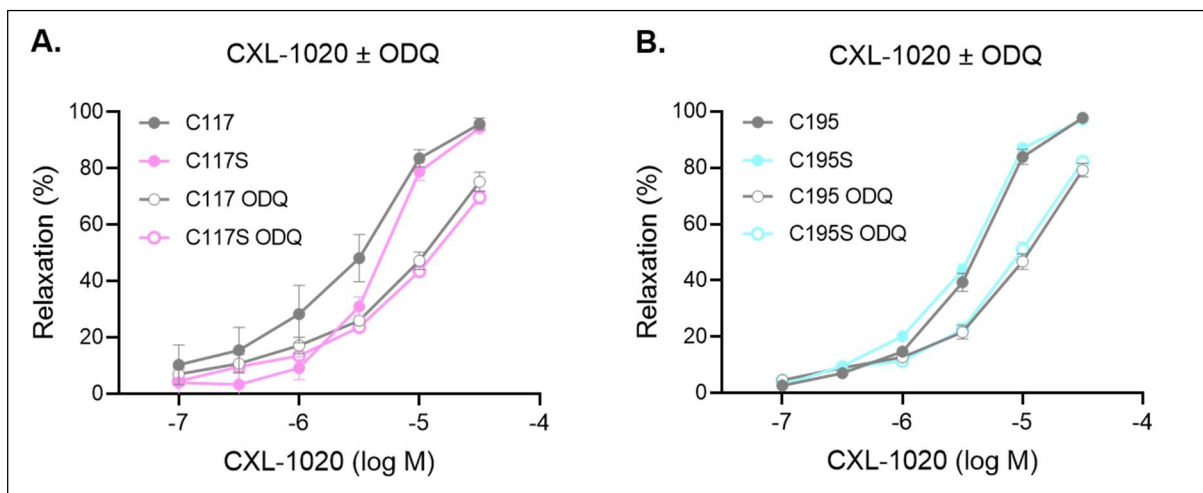 A.
CXL-1020 ± ODQ
Relaxation (%)
100
80
60
40
20
0
C117
C117S
C117 ODQ
C117S ODQ
-7
-6
-5
-4
CXL-1020 (log M)
B.
CXL-1020 ± ODQ
Relaxation (%)
100
80
60
40
20
0
C195
C195S
C195 ODQ
C195S ODQ
-7
-6
-5
-4
CXL-1020 (log M)